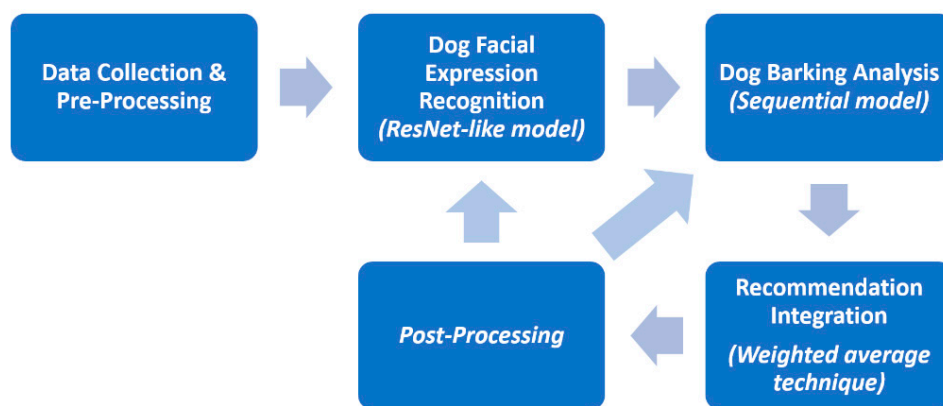 Data Collection &
Pre-Processing
Dog Facial
Expression
Recognition
(ResNet-like model)
Dog Barking Analysis
(Sequential model)
Post-Processing
Recommendation
Integration
(Weighted average
technique)